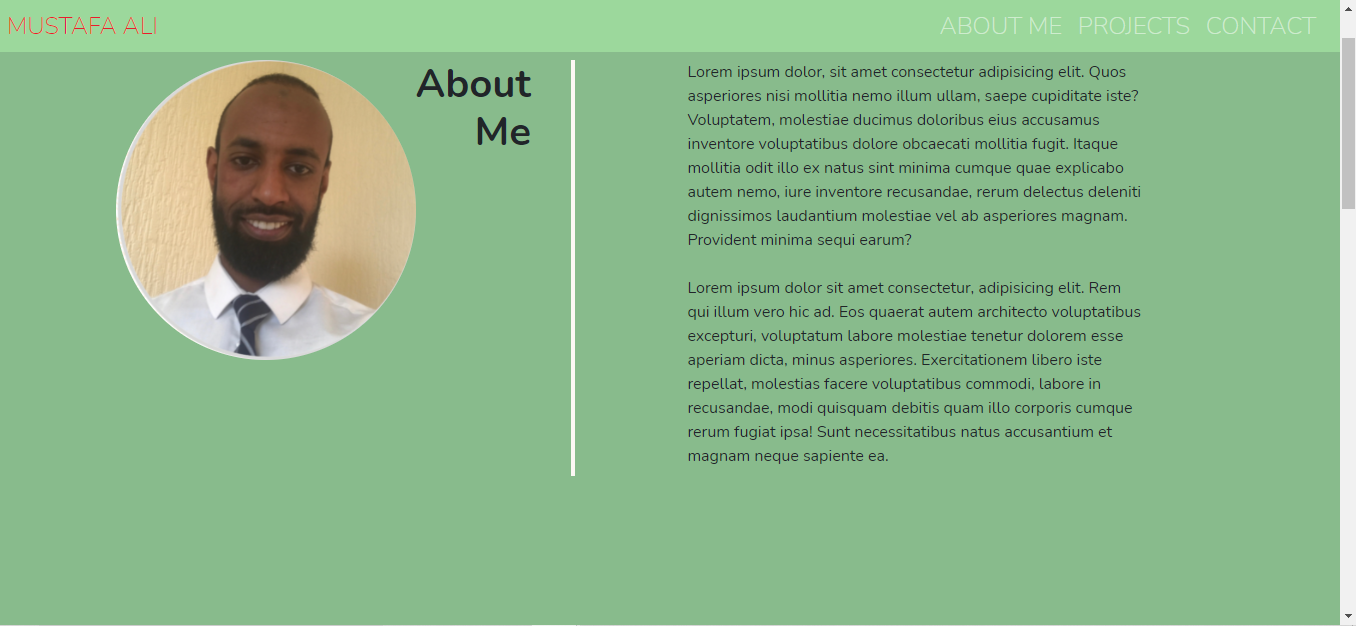 MUSTAFA ALI
ABOUT ME PROJECTS CONTACT
About
Me
Lorem ipsum dolor, sit amet consectetur adipisicing elit. Quos
asperiores nisi mollitia nemo illum ullam, saepe cupiditate iste?
Voluptatem, molestiae ducimus doloribus eius accusamus
inventore voluptatibus dolore obcaecati mollitia fugit. Itaque
mollitia odit illo ex natus sint minima cumque quae explicabo
autem nemo, iure inventore recusandae, rerum delectus deleniti
dignissimos laudantium molestiae vel ab asperiores magnam.
Provident minima sequi earum?
Lorem ipsum dolor sit amet consectetur, adipisicing elit. Rem
qui illum vero hic ad. Eos quaerat autem architecto voluptatibus
excepturi, voluptatum labore molestiae tenetur dolorem esse
aperiam dicta, minus asperiores. Exercitationem libero iste
repellat, molestias facere voluptatibus commodi, labore in
recusandae, modi quisquam debitis quam illo corporis cumque
rerum fugiat ipsa! Sunt necessitatibus natus accusantium et
magnam neque sapiente ea.